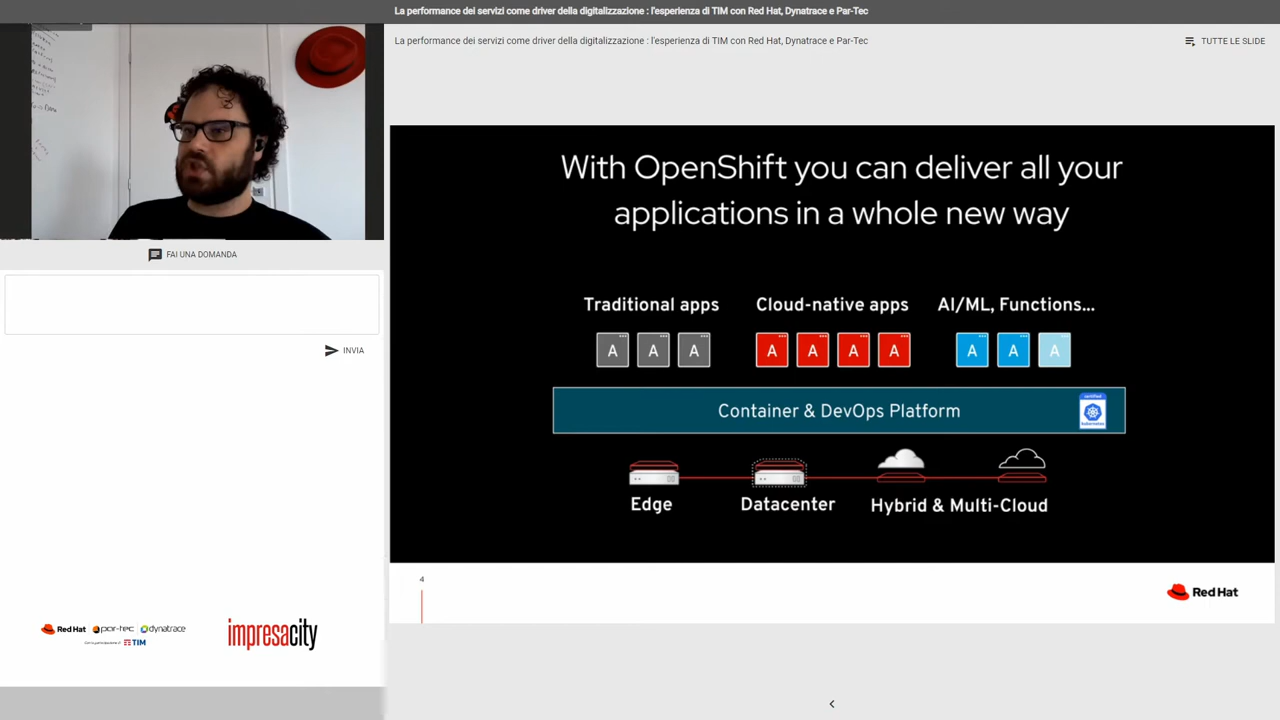 La performance dei servizi come driver della digitalizzazione : l'esperienza di TIM con Red Hat, Dynatrace e Par-Tec
La performance dei servizi come driver della digitalizzazione : l'esperienza di TIM con Red Hat, Dynatrace e Par-Tec
TUTTE LE SLIDE
FAI UNA DOMANDA
INVIA
With OpenShift you can deliver all your
applications in a whole new way
Traditional apps
Cloud-native apps
AI/ML, Functions...
A A A
A A A A
A A A
Container & DevOps Platform
certified
kubernetes
Edge
Datacenter
Hybrid & Multi-Cloud
4
Red Hat
Red Hat par-tec dynatrace
TIM
impresacity